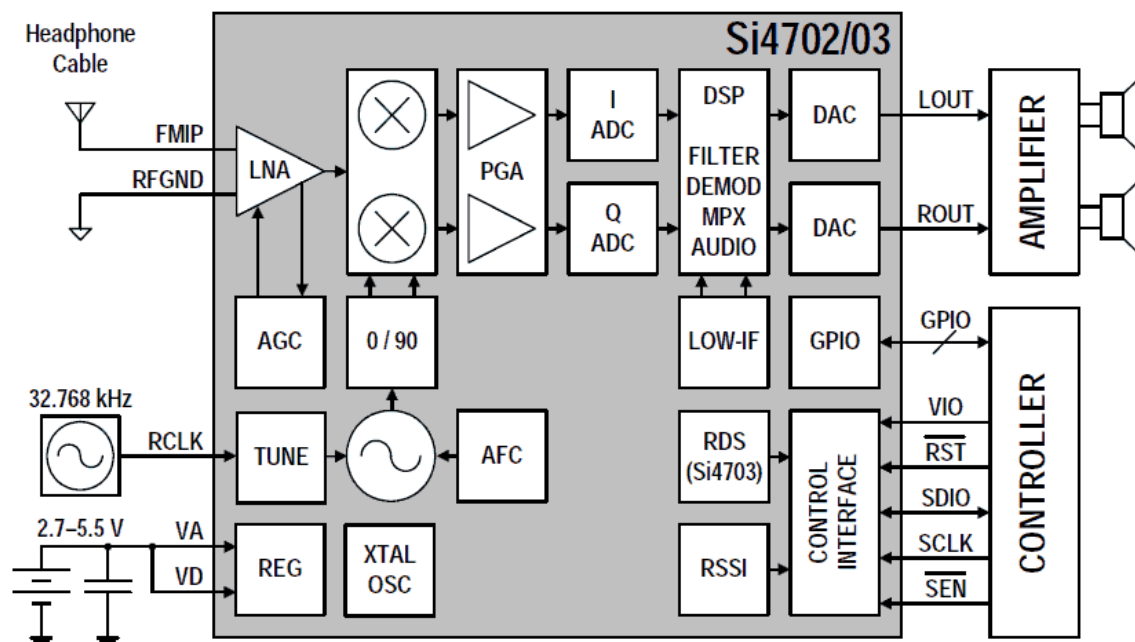 Si4702/03
Headphone
Cable
FMIP
RFGND
LNA
PGA
I
ADC
Q
ADC
DSP
FILTER
DEMOD
MPX
AUDIO
DAC
DAC
LOUT
ROUT
AMPLIFIER
AGC
0 / 90
LOW-IF
GPIO
GPIO
32.768 kHz
RCLK
TUNE
AFC
RDS
(Si4703)
CONTROL
INTERFACE
VIO
RST
SDIO
SCLK
SEN
CONTROLLER
2.7–5.5 V
VA
VD
REG
XTAL
OSC
RSSI